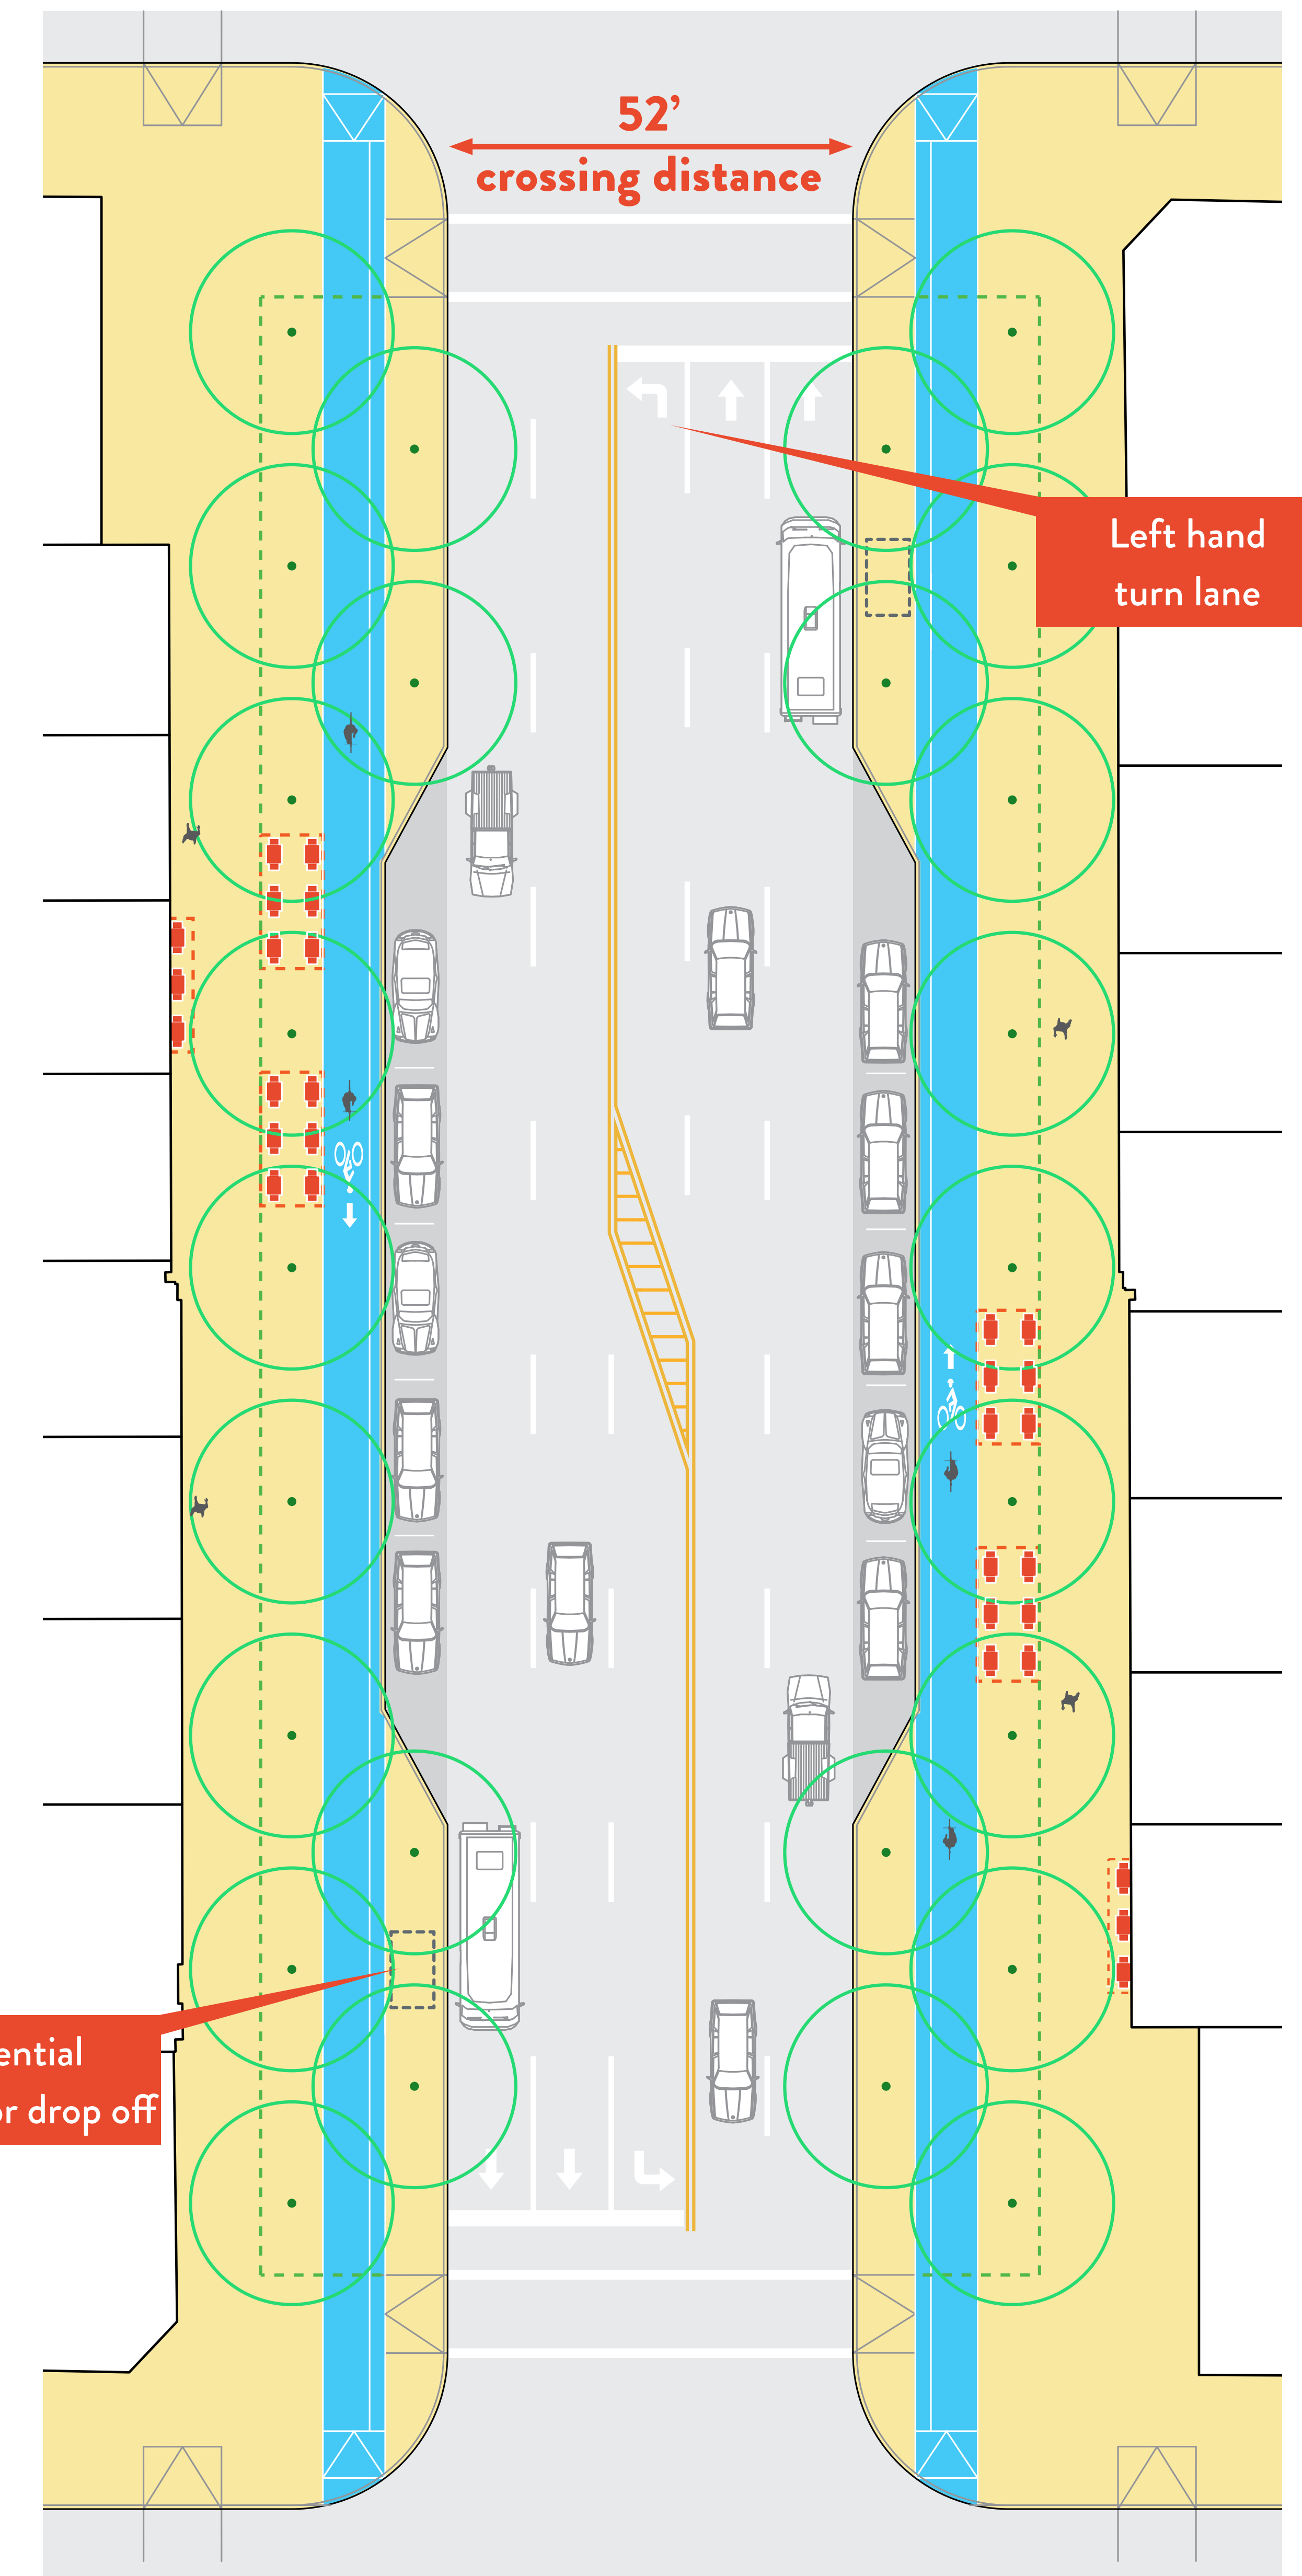 52’
crossing distance
Left hand
turn lane
ential
or drop off